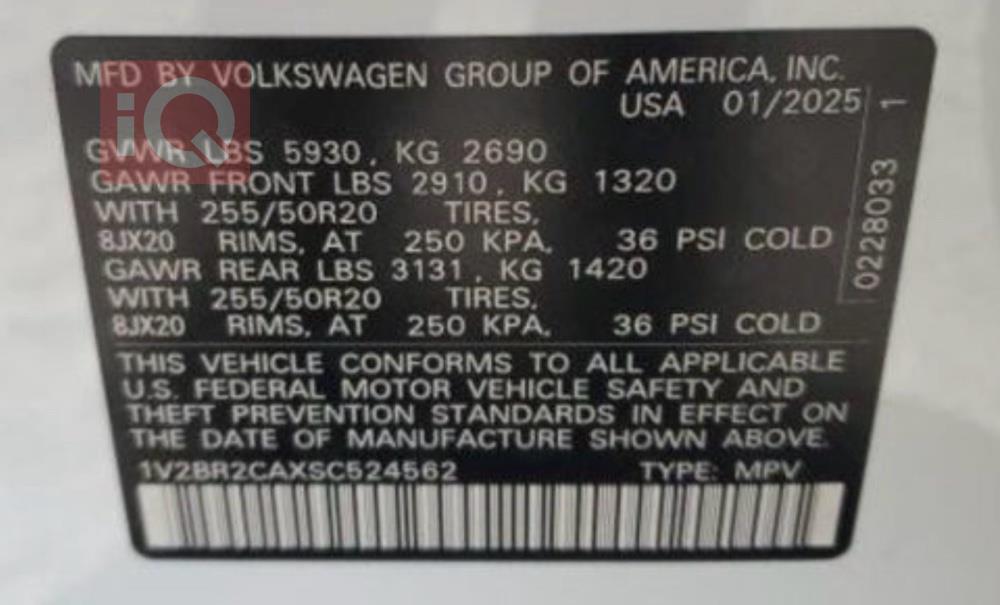 MFD BY VOLKSWAGEN GROUP OF AMERICA, INC.
USA 01/2025
GVWR LBS 5930, KG 2690
GAWR FRONT LBS 2910, KG 1320
WITH 255/50R20 TIRES,
8JX20 RIMS, AT 250 KPA, 36 PSI COLD
GAWR REAR LBS 3131, KG 1420
WITH 255/50R20 TIRES,
8JX20 RIMS, AT 250 KPA, 36 PSI COLD
THIS VEHICLE CONFORMS TO ALL APPLICABLE
U.S. FEDERAL MOTOR VEHICLE SAFETY AND
THEFT PREVENTION STANDARDS IN EFFECT ON
THE DATE OF MANUFACTURE SHOWN ABOVE.
1V2BR2CAXSC524562 TYPE: MPV
0228033 1
iQ